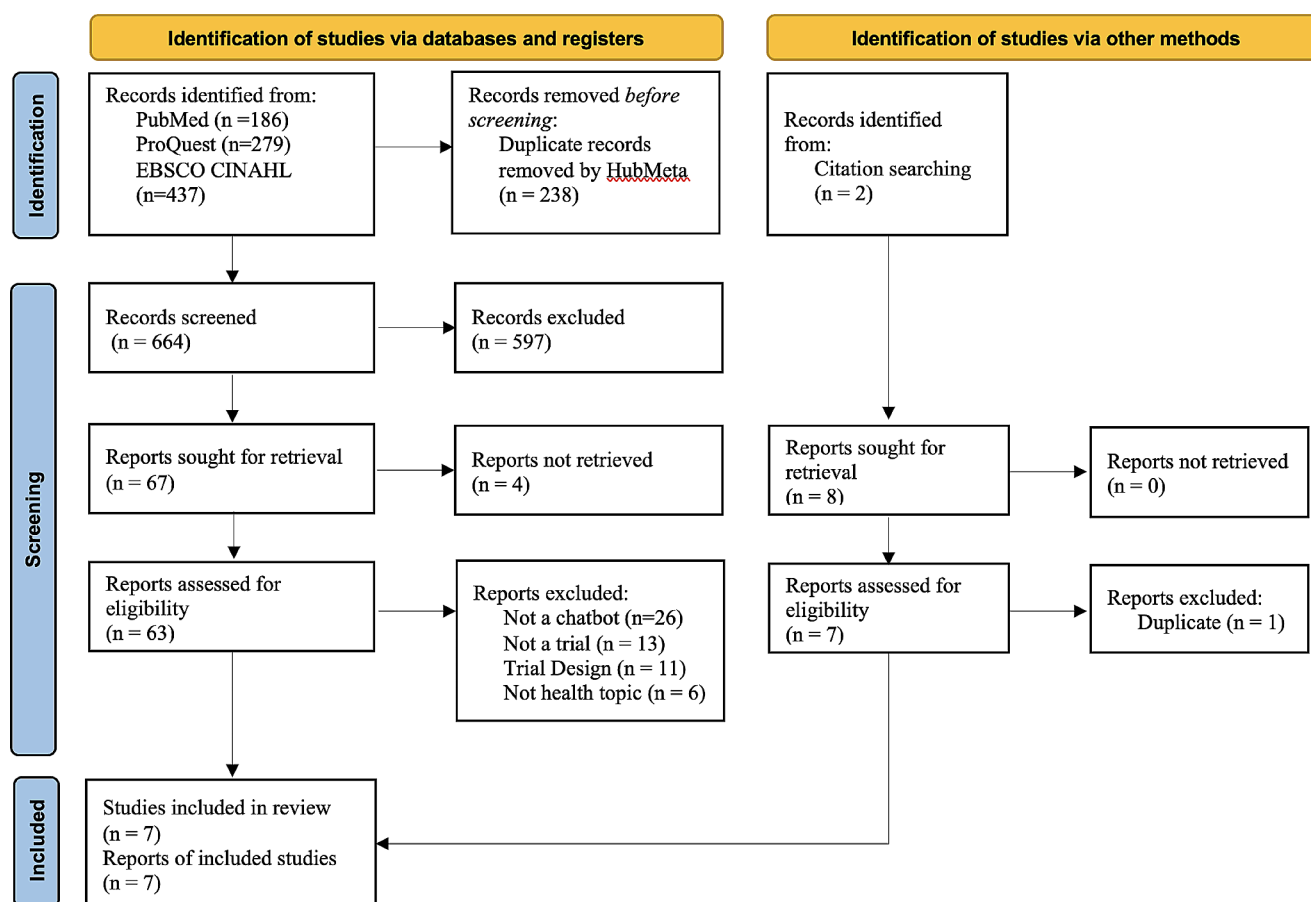 Identification of studies via databases and registers
Identification of studies via other methods
Identification
Records identified from:
PubMed (n =186)
ProQuest (n=279)
EBSCO CINAHL
(n=437)
Records removed before
screening:
Duplicate records
removed by HubMeta
(n = 238)
Records identified
from:
Citation searching
(n = 2)
Screening
Records screened
(n = 664)
Records excluded
(n = 597)
Reports sought for retrieval
(n = 67)
Reports not retrieved
(n = 4)
Reports sought for
retrieval
(n = 8)
Reports not retrieved
(n = 0)
Reports assessed for
eligibility
(n = 63)
Reports excluded:
Not a chatbot (n=26)
Not a trial (n = 13)
Trial Design (n = 11)
Not health topic (n = 6)
Reports assessed for
eligibility
(n = 7)
Reports excluded:
Duplicate (n = 1)
Included
Studies included in review
(n = 7)
Reports of included studies
(n = 7)